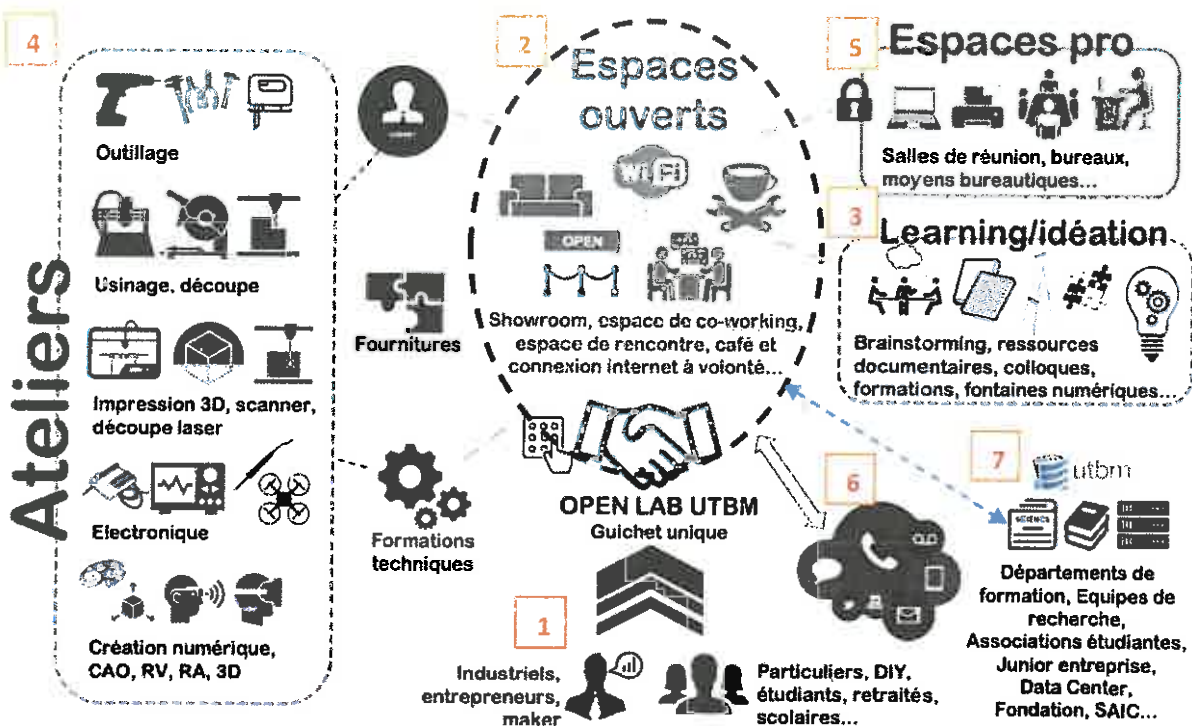 4
Ateliers
Outillage
Usinage, découpe
Impression 3D, scanner,
découpe laser
Electronique
Création numérique,
CAO, RV, RA, 3D
Fournitures
Formations
techniques
2
Espaces
ouverts
WiFi
OPEN
Showroom, espace de co-working,
espace de rencontre, café et
connexion internet à volonté...
OPEN LAB UTBM
Guichet unique
1
Industriels,
entrepreneurs,
maker
Particuliers, DIY,
étudiants, retraités,
scolaires...
5
Espaces pro
Salles de réunion, bureaux,
moyens bureautiques...
3
Learning/idéation
Brainstorming, ressources
documentaires, colloques,
formations, fontaines numériques...
6
7
utbm
SCIENCE
Départements de
formation, Equipes de
recherche,
Associations étudiantes,
Junior entreprise,
Data Center,
Fondation, SAIC...